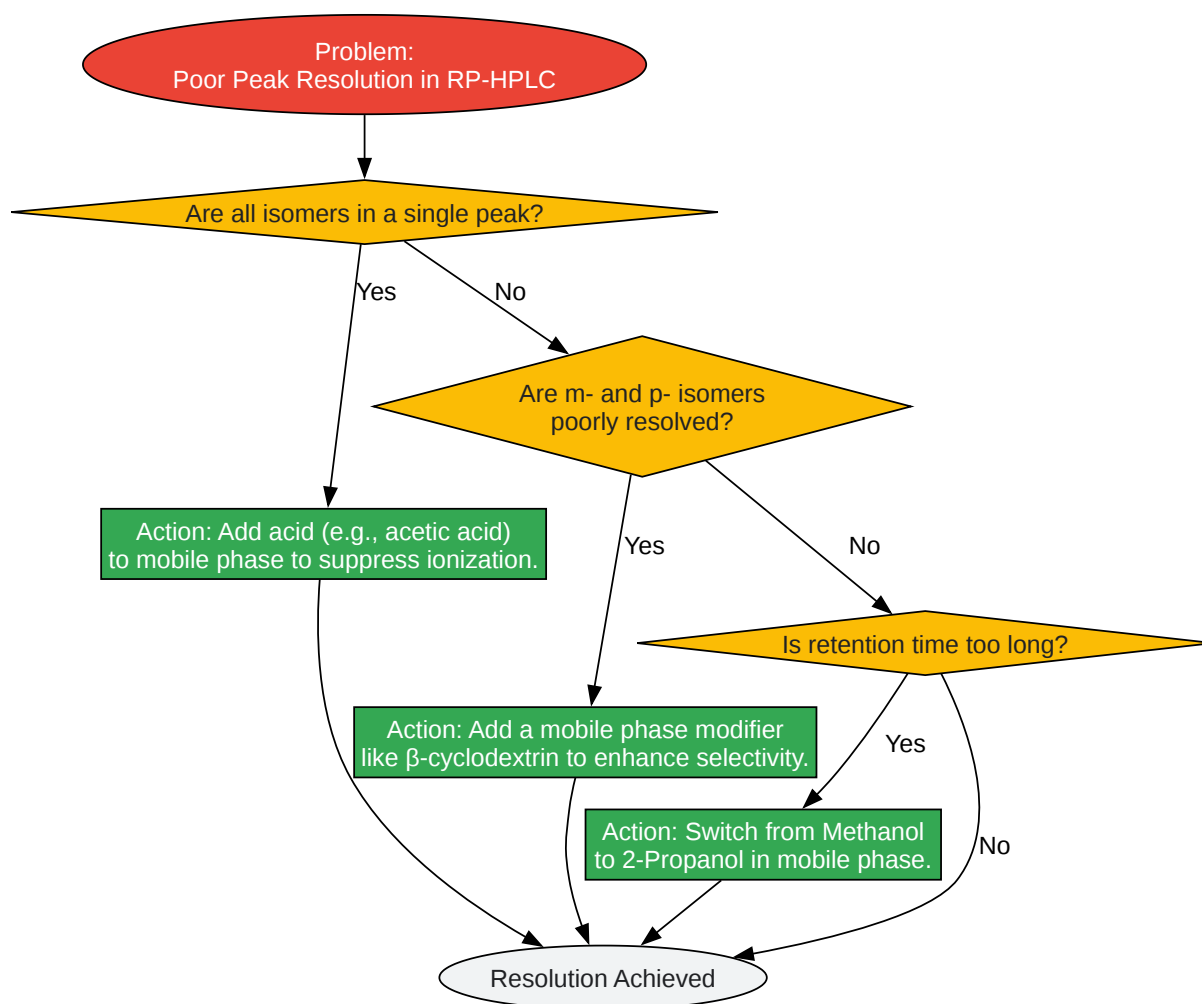 Problem:
Poor Peak Resolution in RP-HPLC
Are all isomers in a single peak?
Yes
No
Are m- and p- isomers
poorly resolved?
Action: Add acid (e.g., acetic acid)
to mobile phase to suppress ionization.
Yes
No
Is retention time too long?
Action: Add a mobile phase modifier
like β-cyclodextrin to enhance selectivity.
Yes
Action: Switch from Methanol
to 2-Propanol in mobile phase.
No
Resolution Achieved